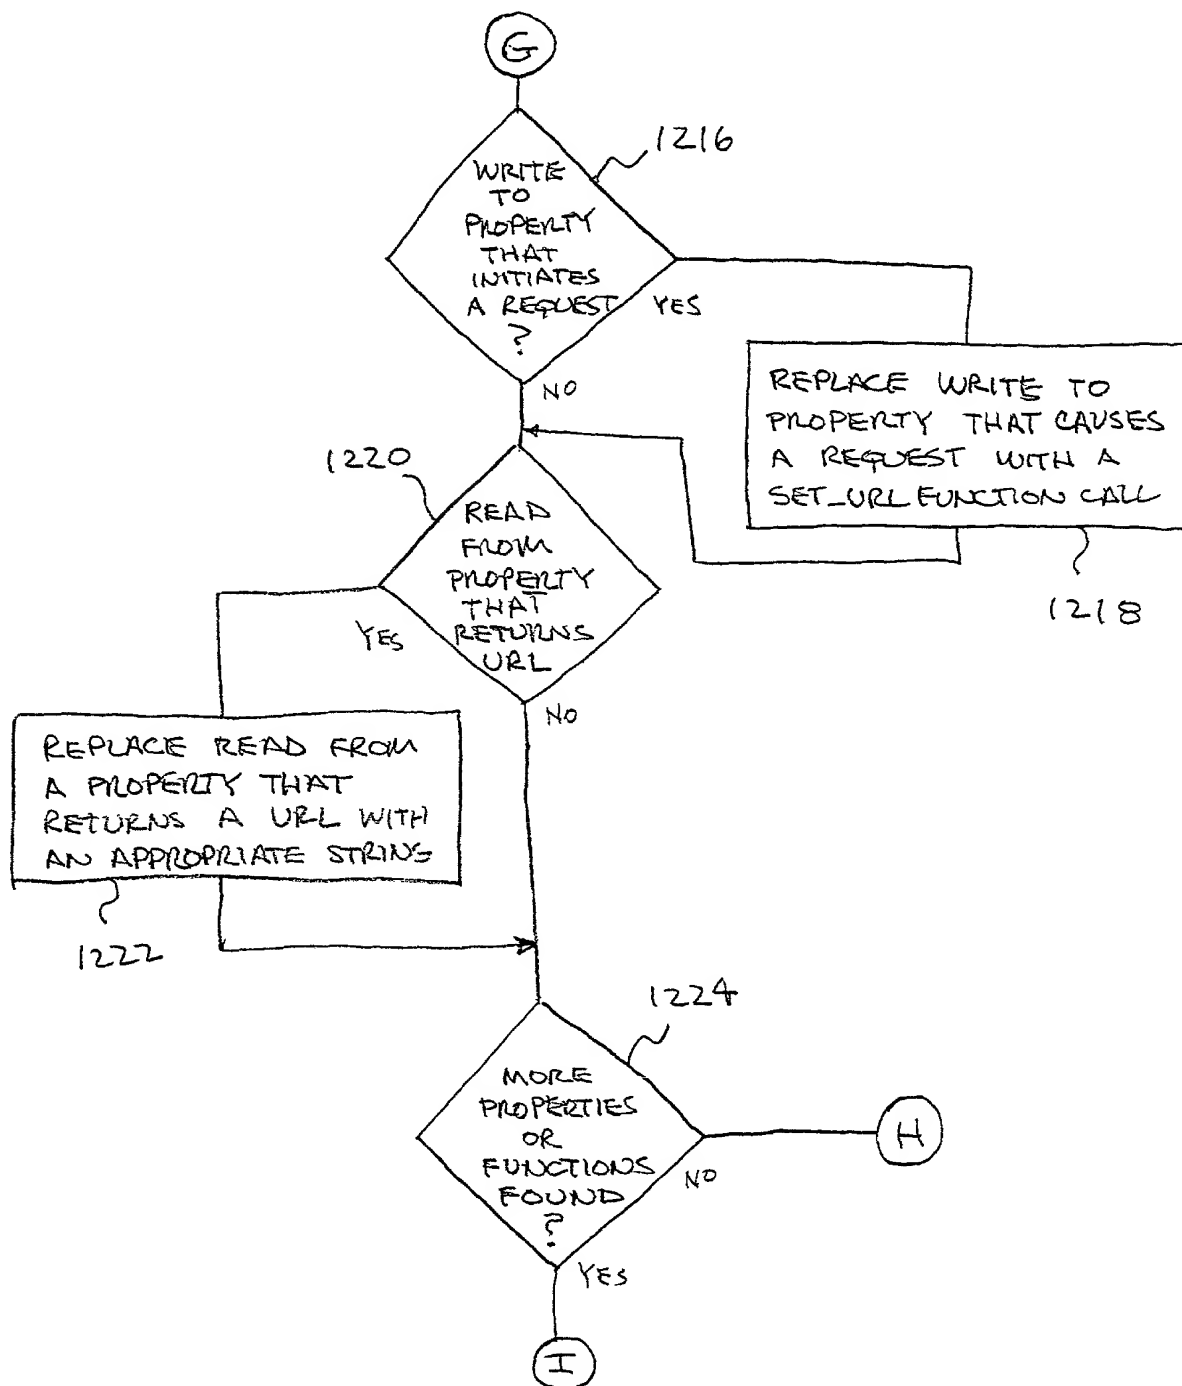 G
1216
WRITE
TO
PROPERTY
THAT
INITIATES
A REQUEST
?
YES
NO
REPLACE WRITE TO
PROPERTY THAT CAUSES
A REQUEST WITH A
SET_URL FUNCTION CALL
1218
1220
READ
FROM
PROPERTY
THAT
RETURNS
URL
YES
NO
REPLACE READ FROM
A PROPERTY THAT
RETURNS A URL WITH
AN APPROPRIATE STRING
1222
1224
MORE
PROPERTIES
OR
FUNCTIONS
FOUND
?
NO
H
YES
I